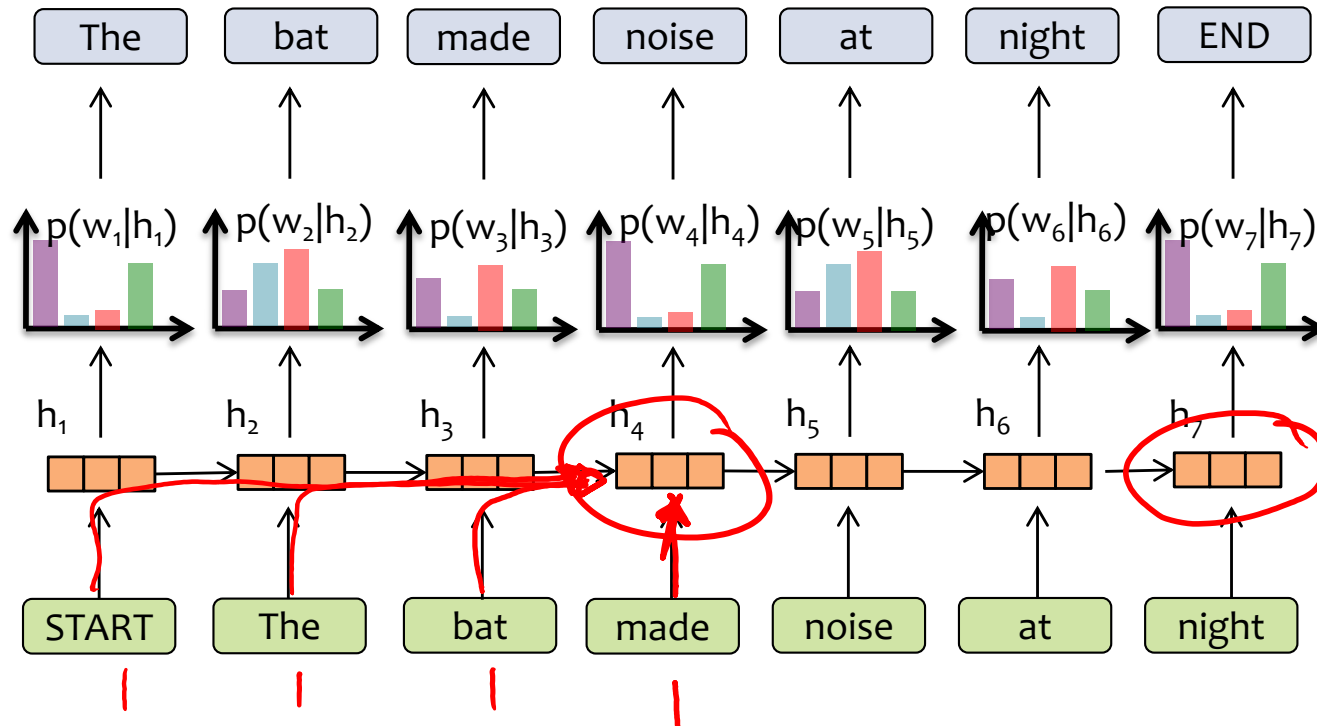 The bat made noise at night END
p(w₁|h₁) p(w₂|h₂) p(w₃|h₃) p(w₄|h₄) p(w₅|h₅) p(w₆|h₆) p(w₇|h₇)
h₁ h₂ h₃ h₄ h₅ h₆ h₇
START The bat made noise at night